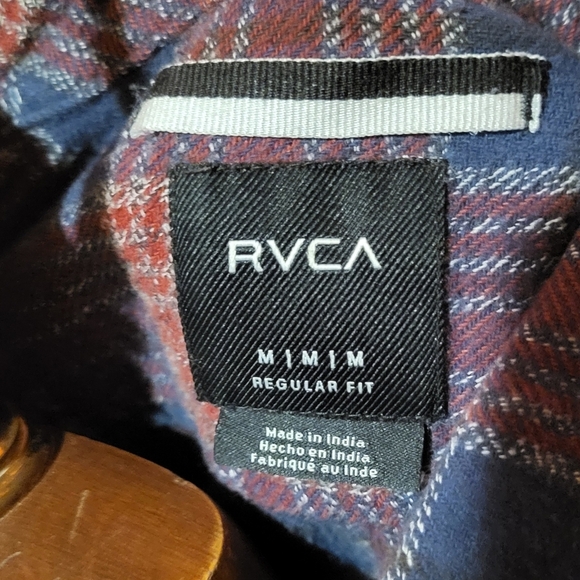 RVCA
M | M | M
REGULAR FIT
Made in India
Hecho en India
Fabriqué au Inde